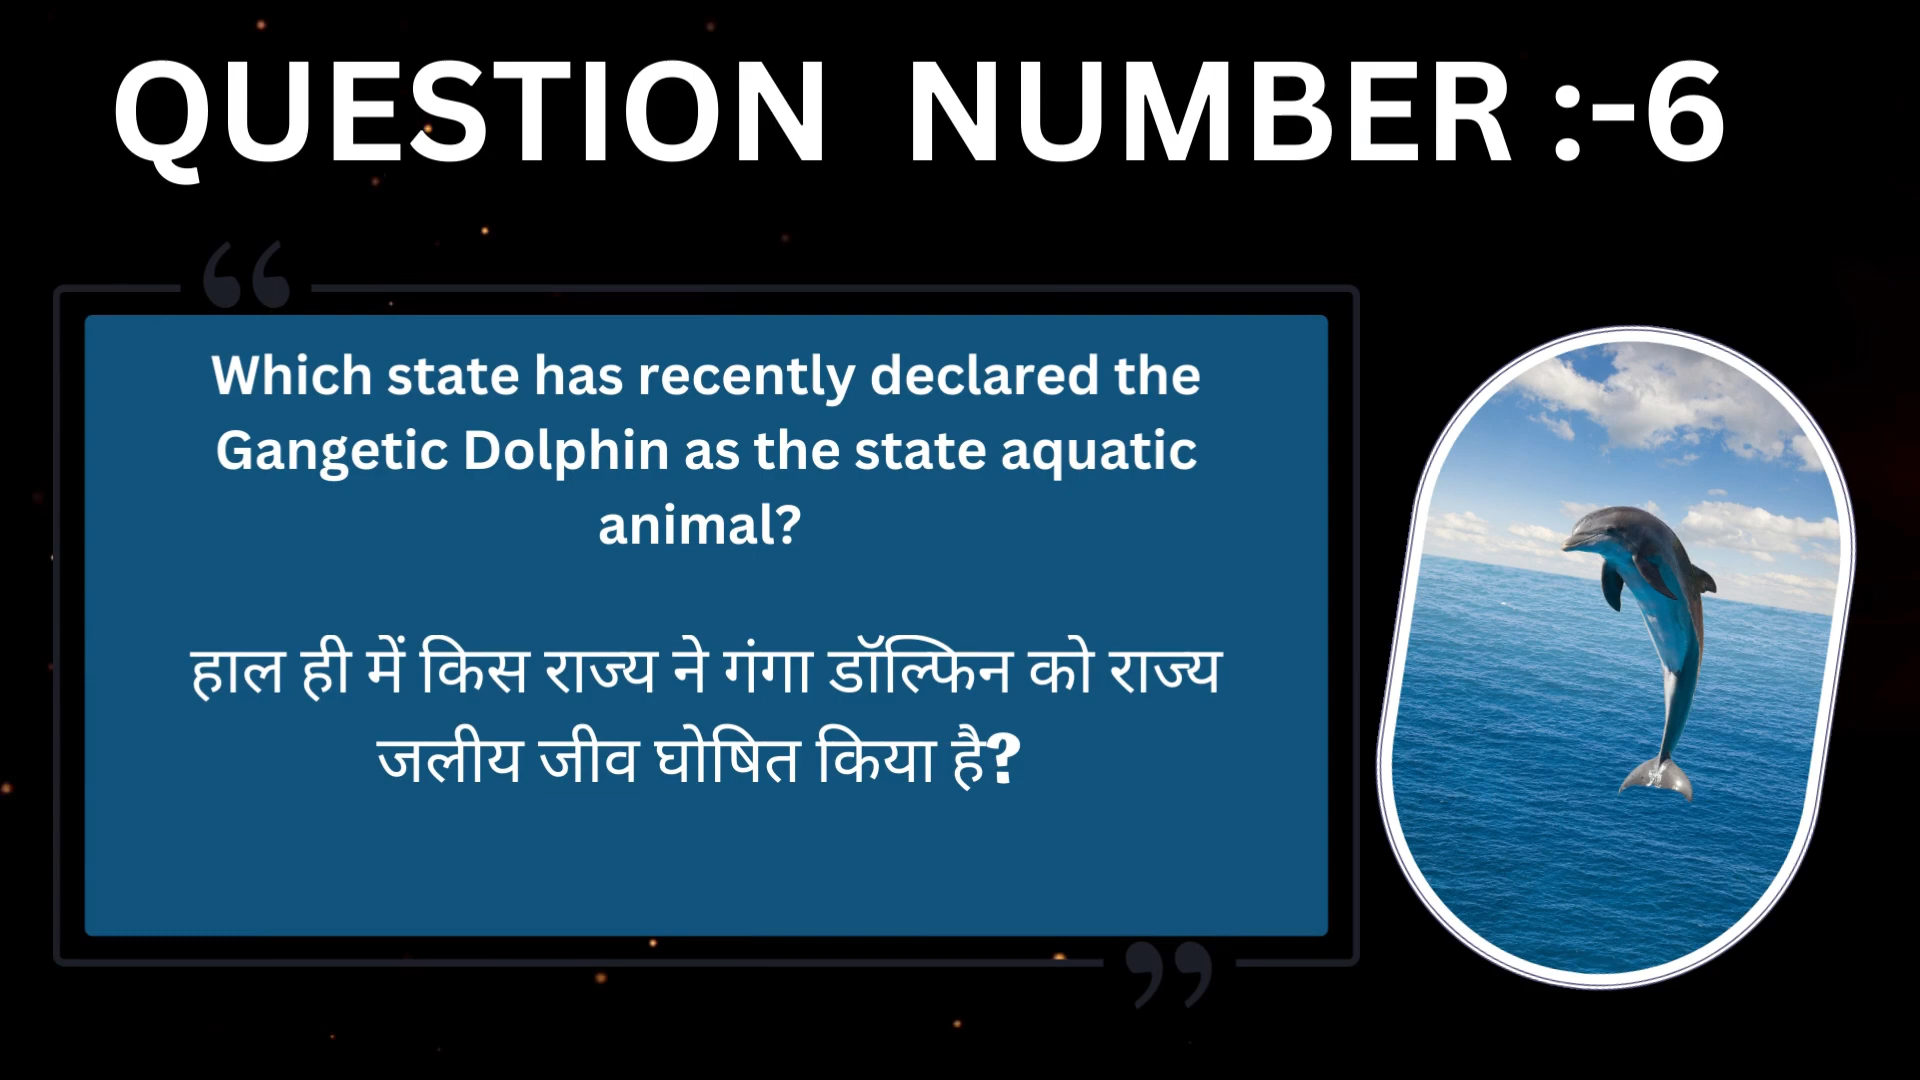 QUESTION NUMBER :-6
Which state has recently declared the
Gangetic Dolphin as the state aquatic
animal?
हाल ही में किस राज्य ने गंगा डॉल्फिन को राज्य
जलीय जीव घोषित किया है?